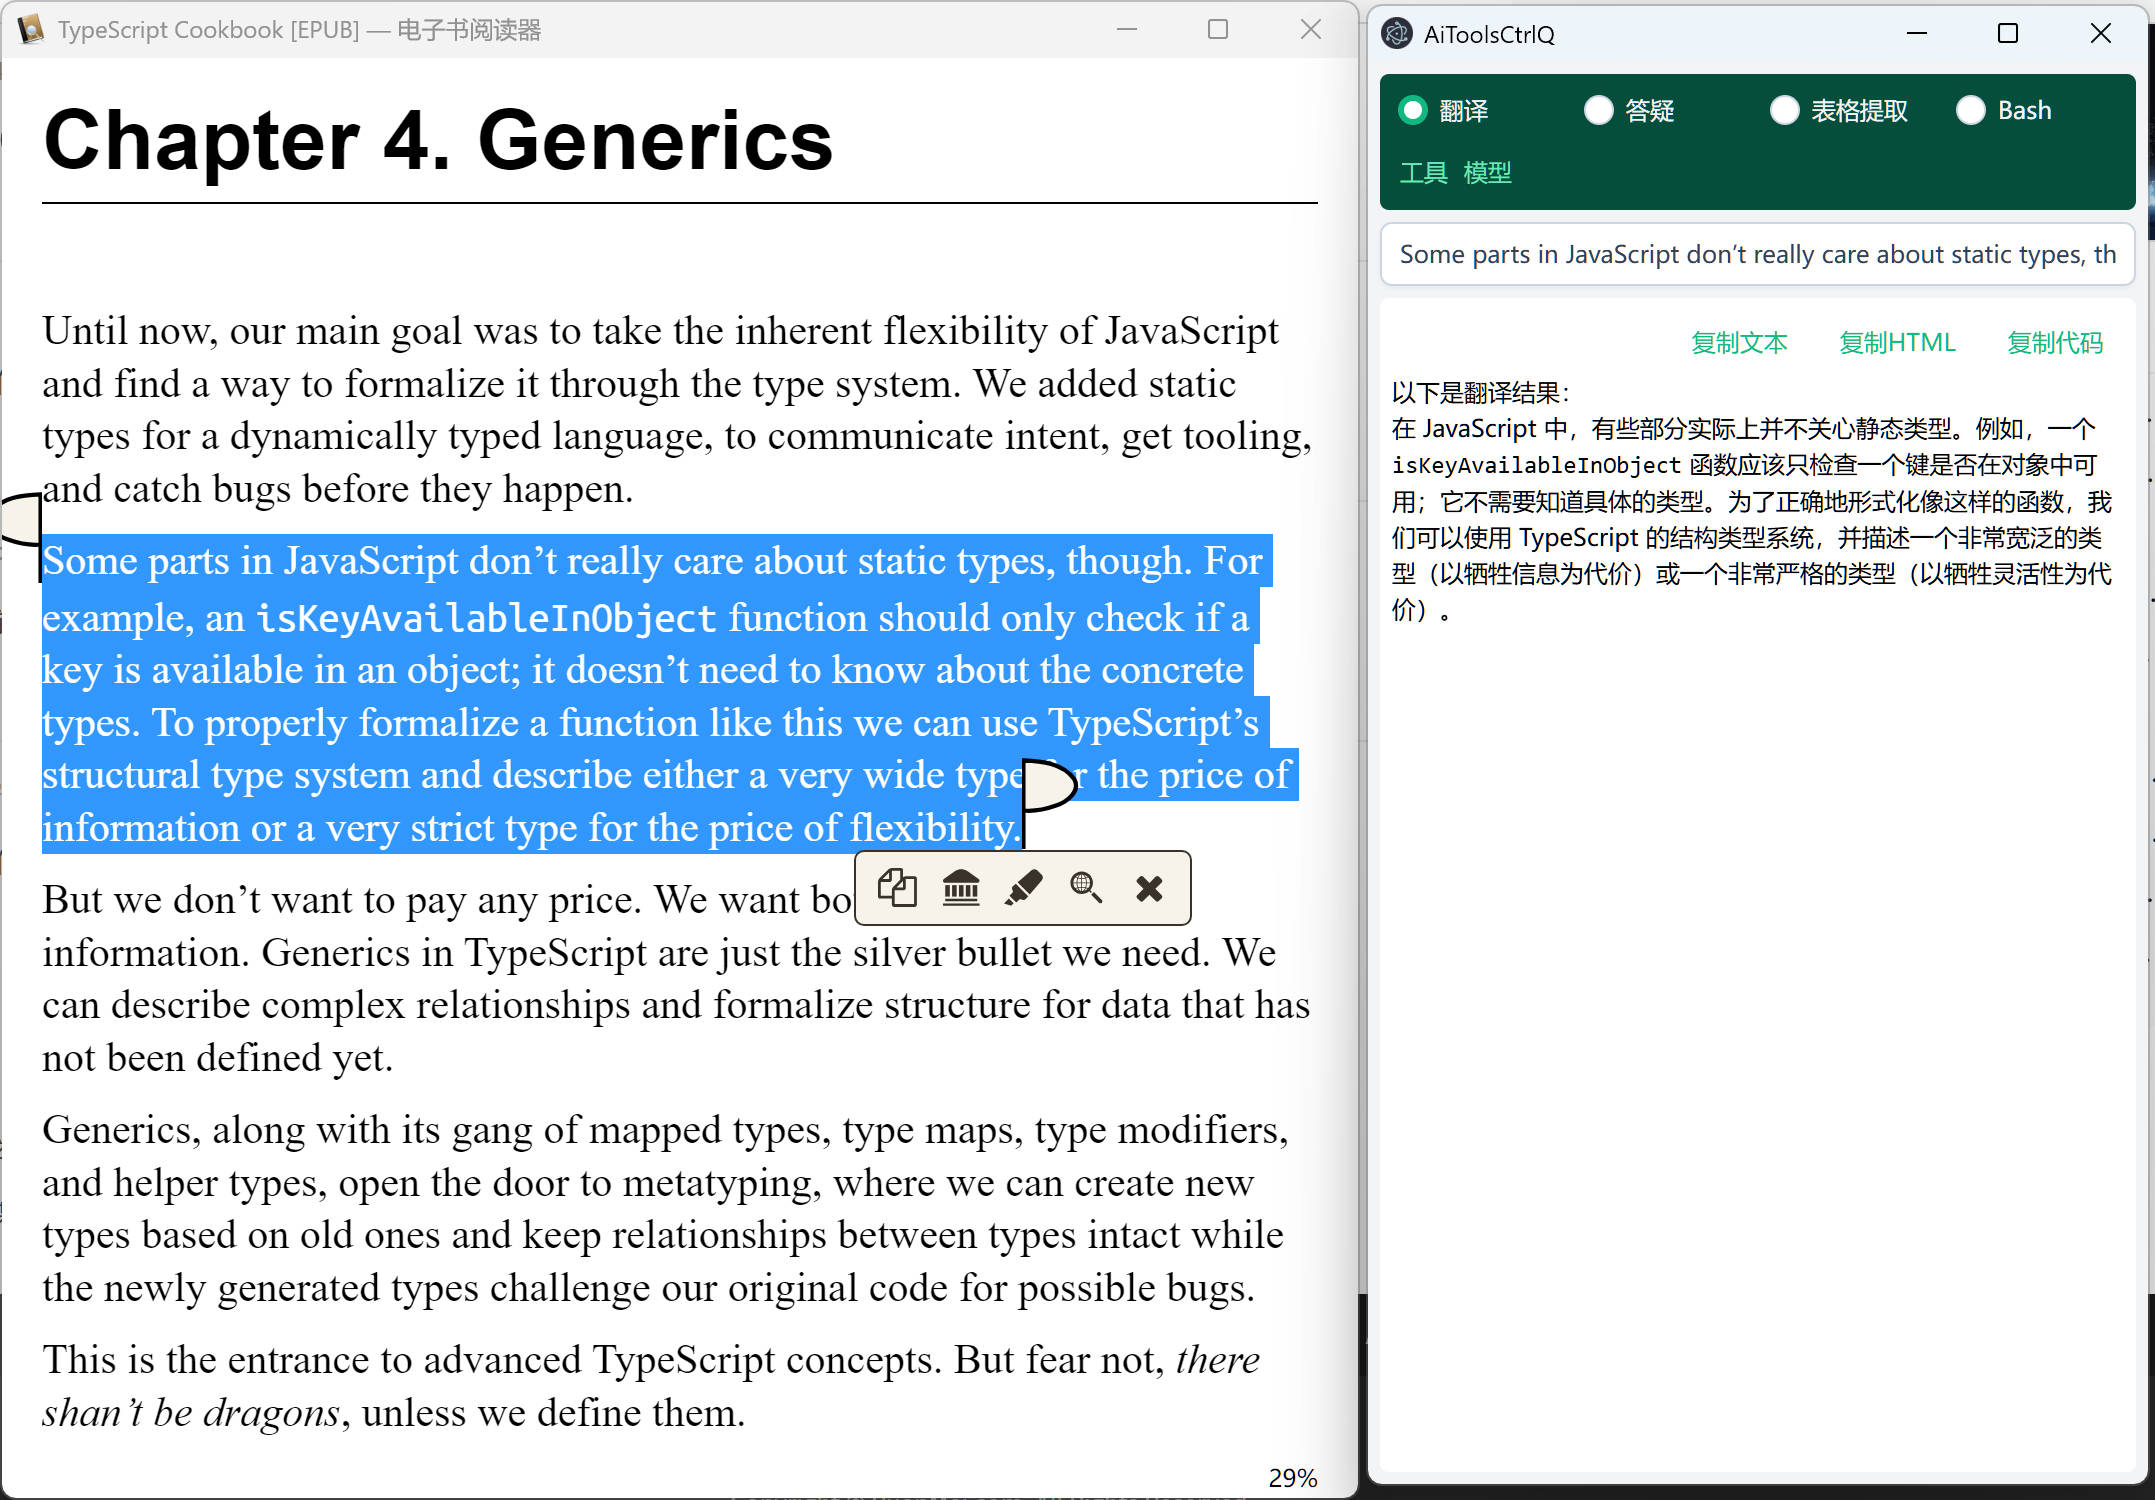 TypeScript Cookbook [EPUB] — 电子书阅读器
Chapter 4. Generics
Until now, our main goal was to take the inherent flexibility of JavaScript
and find a way to formalize it through the type system. We added static
types for a dynamically typed language, to communicate intent, get tooling,
and catch bugs before they happen.
Some parts in JavaScript don’t really care about static types, though. For
example, an isKeyAvailableInObject function should only check if a
key is available in an object; it doesn’t need to know about the concrete
types. To properly formalize a function like this we can use TypeScript’s
structural type system and describe either a very wide type the price of
information or a very strict type for the price of flexibility.
But we don’t want to pay any price. We want
information. Generics in TypeScript are just the silver bullet we need. We
can describe complex relationships and formalize structure for data that has
not been defined yet.
Generics, along with its gang of mapped types, type maps, type modifiers,
and helper types, open the door to metatyping, where we can create new
types based on old ones and keep relationships between types intact while
the newly generated types challenge our original code for possible bugs.
This is the entrance to advanced TypeScript concepts. But fear not, there
shan’t be dragons, unless we define them.
29%
AiToolsCtrlQ
翻译 答疑 表格提取 Bash
工具 模型
Some parts in JavaScript don’t really care about static types, th
复制文本 复制HTML 复制代码
以下是翻译结果：
在 JavaScript 中，有些部分实际上并不关心静态类型。例如，一个
isKeyAvailableInObject 函数应该只检查一个键是否在对象中可
用；它不需要知道具体的类型。为了正确地形式化像这样的函数，我
们可以使用 TypeScript 的结构类型系统，并描述一个非常宽泛的类
型（以牺牲信息为代价）或一个非常严格的类型（以牺牲灵活性为代
价）。